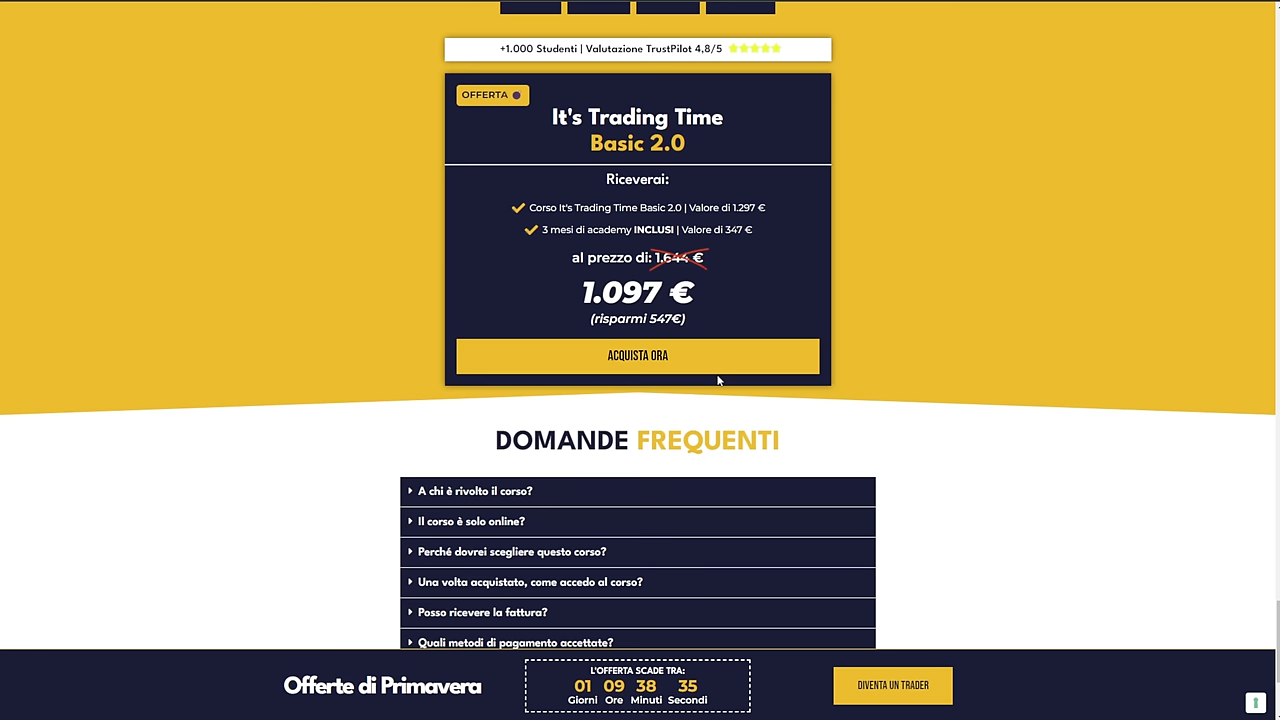 +1.000 Studenti | Valutazione TrustPilot 4,8/5
OFFERTA
It's Trading Time
Basic 2.0
Riceverai:
Corso It's Trading Time Basic 2.0 | Valore di 1.297 €
3 mesi di academy INCLUSI | Valore di 347 €
al prezzo di: 1.644 €
1.097 €
(risparmi 547€)
ACQUISTA ORA
DOMANDE FREQUENTI
A chi è rivolto il corso?
Il corso è solo online?
Perché dovrei scegliere questo corso?
Una volta acquistato, come accedo al corso?
Posso ricevere la fattura?
Quali metodi di pagamento accettate?
Offerte di Primavera
L'OFFERTA SCADE TRA:
01 09 38 35
Giorni Ore Minuti Secondi
DIVENTA UN TRADER